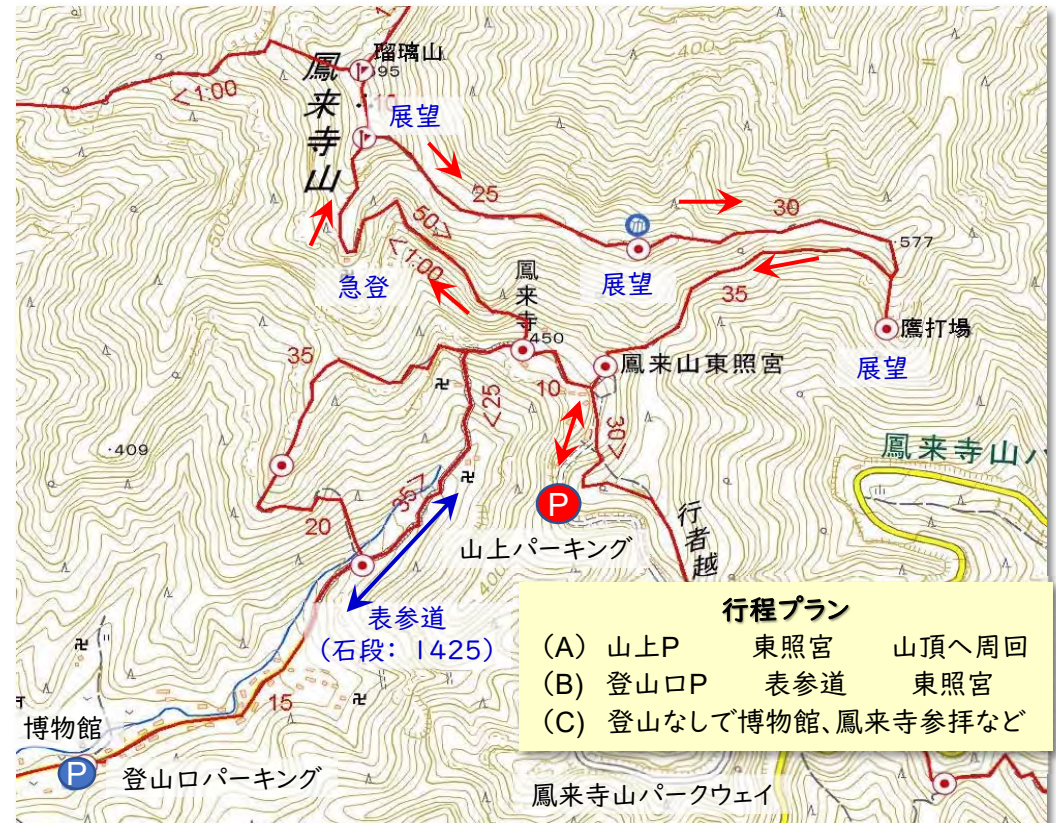 瑠璃山
695
<1:00
鳳来寺山
10
展望
25
30
50>
<1:00
急登
展望
・577
35
鳳来寺
450
鷹打場
展望
鳳来山東照宮
35
10
<25
30>
・409
鳳来寺山パ
35>
P
山上パーキング
行者越
20
表参道
(石段: 1425)
15
博物館
P
登山口パーキング
行程プラン
(A) 山上P 東照宮 山頂へ周回
(B) 登山口P 表参道 東照宮
(C) 登山なしで博物館、鳳来寺参拝など
鳳来寺山パークウェイ